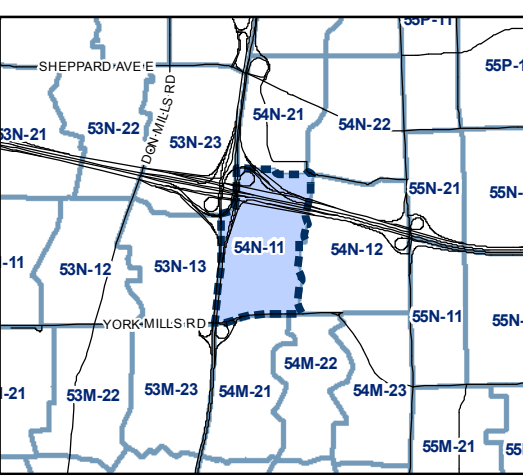 55P-11
SHEPPARD AVE E
55P-1
DON MILLS RD
54N-21
53N-21
53N-22
53N-23
54N-22
55N-21
55N-
54N-11
54N-12
-11
53N-12
53N-13
55N-11
55N-
YORK MILLS RD
54M-22
-21
53M-22
53M-23
54M-21
54M-23
55M-21
55